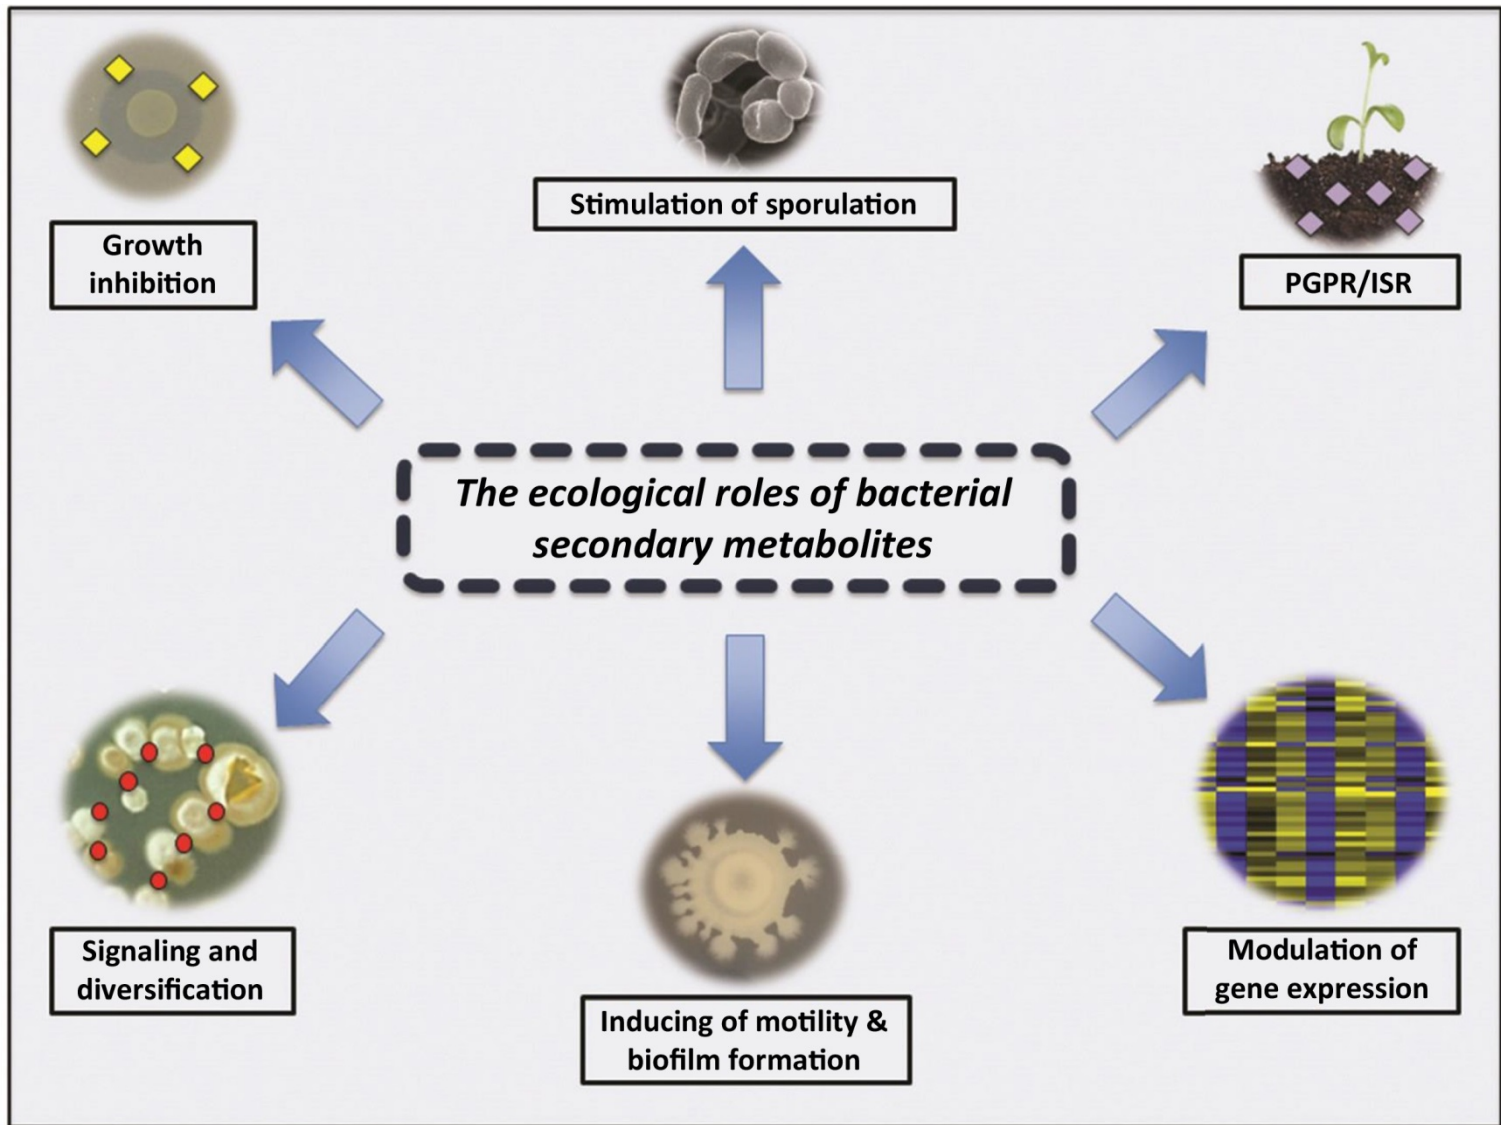 Stimulation of sporulation
Growth
inhibition
PGPR/ISR
The ecological roles of bacterial
secondary metabolites
Signaling and
diversification
Inducing of motility &
biofilm formation
Modulation of
gene expression